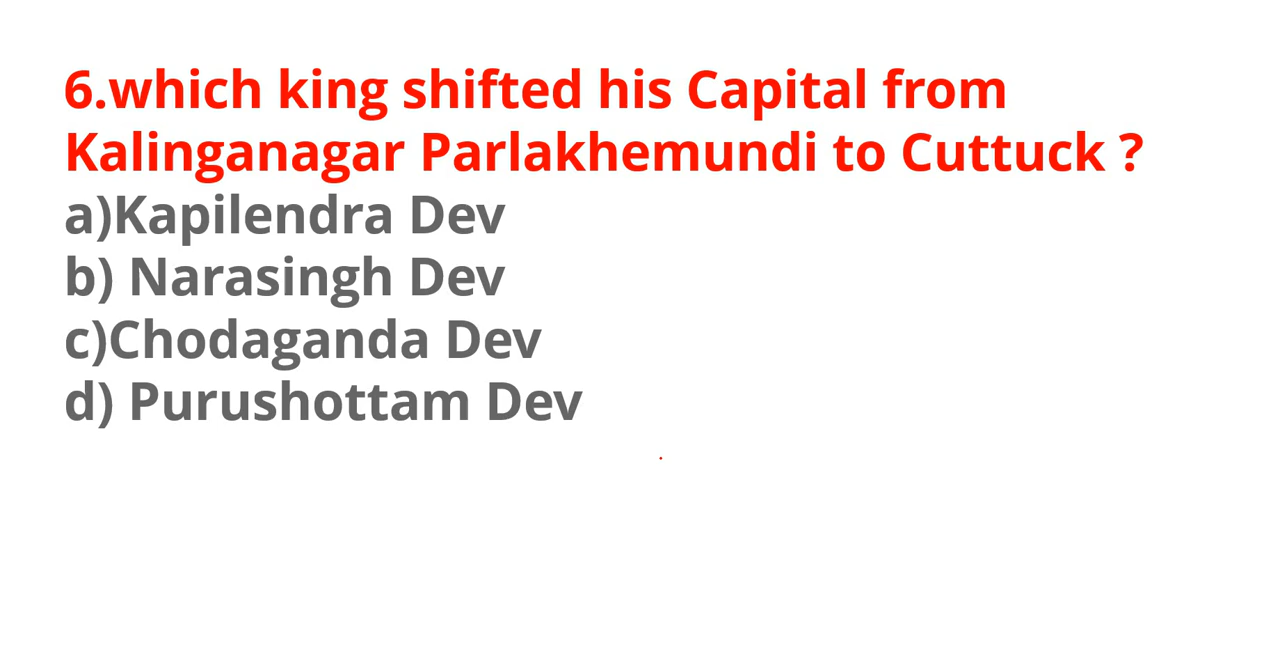 6.which king shifted his Capital from
Kalinganagar Parlakhemundi to Cuttuck ?
a)Kapilendra Dev
b) Narasingh Dev
c)Chodaganda Dev
d) Purushottam Dev
.